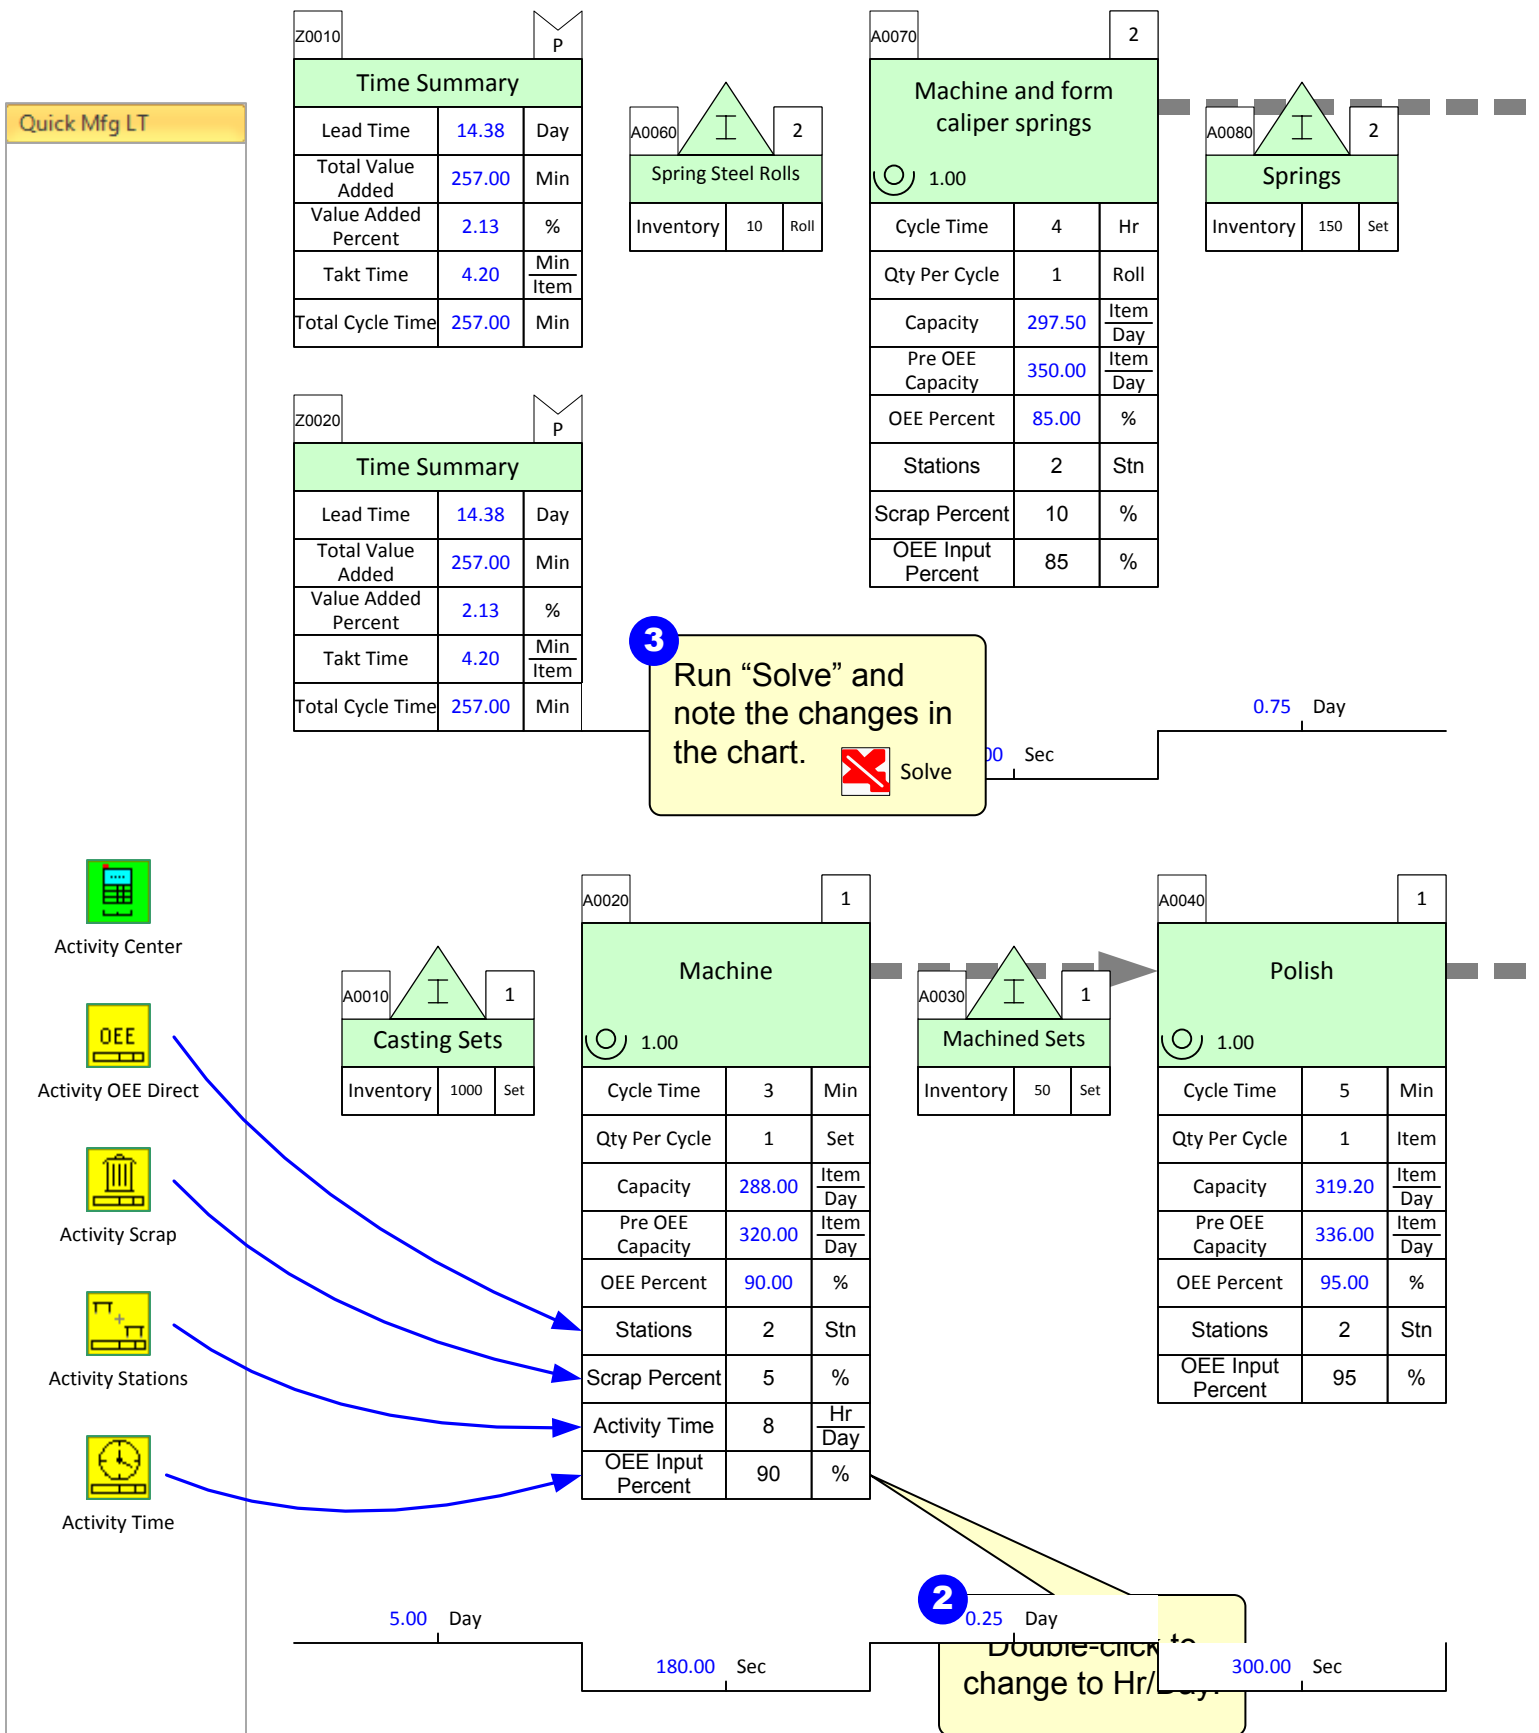 Quick Mfg LT
Z0010
P
Time Summary
Lead Time 14.38 Day
Total Value
Added
257.00 Min
Value Added
Percent
2.13 %
Takt Time 4.20 Min
Item
Total Cycle Time 257.00 Min
A0060 I 2
Spring Steel Rolls
Inventory 10 Roll
A0070 2
Machine and form
caliper springs
1.00
Cycle Time 4 Hr
Qty Per Cycle 1 Roll
Capacity 297.50 Item
Day
Pre OEE
Capacity
350.00 Item
Day
OEE Percent 85.00 %
Stations 2 Stn
Scrap Percent 10 %
OEE Input
Percent
85 %
A0080 I 2
Springs
Inventory 150 Set
Z0020
P
Time Summary
Lead Time 14.38 Day
Total Value
Added
257.00 Min
Value Added
Percent
2.13 %
Takt Time 4.20 Min
Item
Total Cycle Time 257.00 Min
3
Run “Solve” and
note the changes in
the chart.
Solve
Sec
0.75 Day
Activity Center
OEE
Activity OEE Direct
Activity Scrap
Activity Stations
Activity Time
A0010 I 1
Casting Sets
Inventory 1000 Set
A0020 1
Machine
1.00
Cycle Time 3 Min
Qty Per Cycle 1 Set
Capacity 288.00 Item
Day
Pre OEE
Capacity
320.00 Item
Day
OEE Percent 90.00 %
Stations 2 Stn
Scrap Percent 5 %
Activity Time 8 Hr
Day
OEE Input
Percent
90 %
A0030 I 1
Machined Sets
Inventory 50 Set
A0040 1
Polish
1.00
Cycle Time 5 Min
Qty Per Cycle 1 Item
Capacity 319.20 Item
Day
Pre OEE
Capacity
336.00 Item
Day
OEE Percent 95.00 %
Stations 2 Stn
OEE Input
Percent
95 %
5.00 Day
180.00 Sec
2
0.25 Day
Double-click to
change to Hr/Day.
300.00 Sec